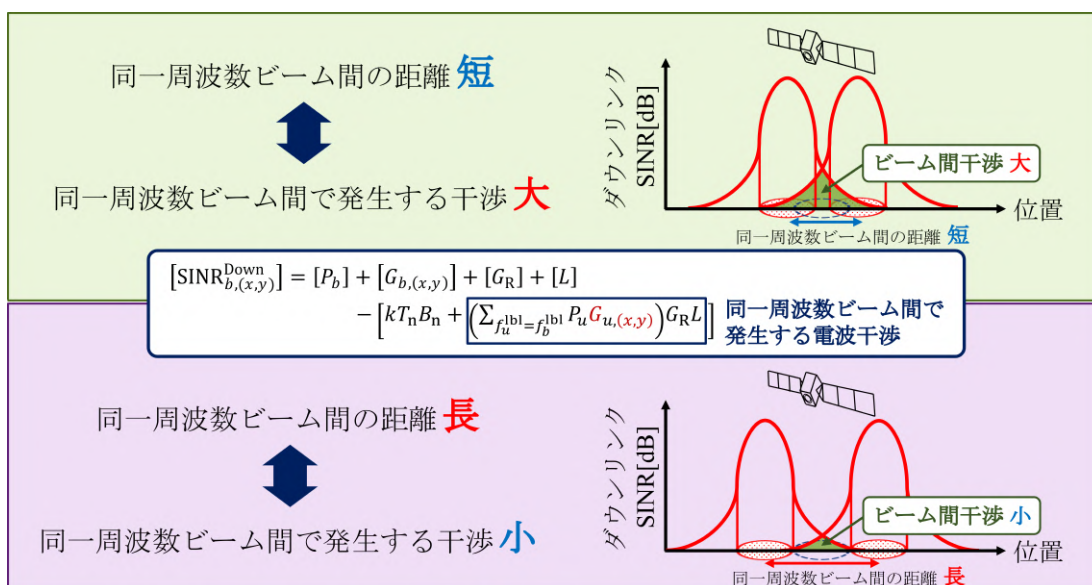 同一周波数ビーム間の距離 短
同一周波数ビーム間で発生する干渉 大
ダウンリンク
SINR[dB]
ビーム間干渉 大
位置
同一周波数ビーム間の距離 短
[SINR^Down_b,(x,y)] = [P_b] + [G_b,(x,y)] + [G_R] + [L]
− [kT_nB_n + (∑_{f_u^lbl=f_b^lbl} P_uG_u,(x,y))G_RL]
同一周波数ビーム間で
発生する電波干渉
同一周波数ビーム間の距離 長
同一周波数ビーム間で発生する干渉 小
ダウンリンク
SINR[dB]
ビーム間干渉 小
位置
同一周波数ビーム間の距離 長